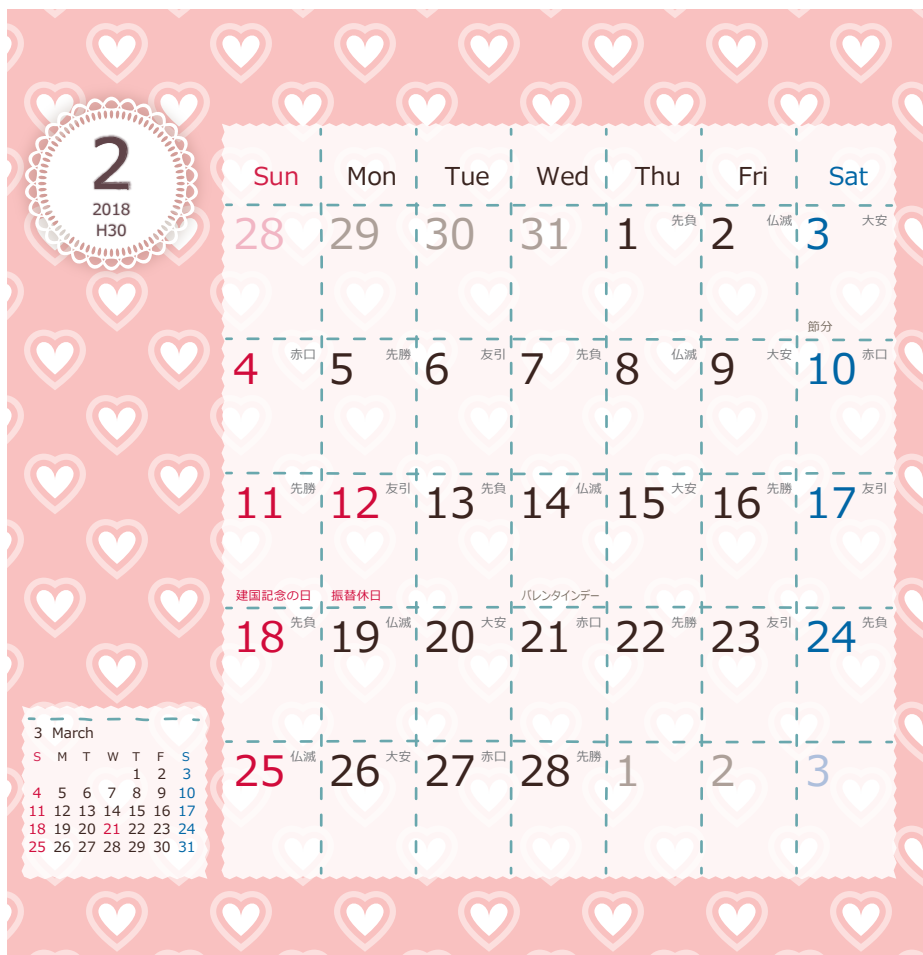 2
2018
H30
Sun Mon Tue Wed Thu Fri Sat
28 29 30 31 1 先負 2 仏滅 3 大安
節分
4 赤口 5 先勝 6 友引 7 先負 8 仏滅 9 大安 10 赤口
11 先勝 12 友引 13 先負 14 仏滅 15 大安 16 先勝 17 友引
建国記念の日 振替休日 バレンタインデー
18 先負 19 仏滅 20 大安 21 赤口 22 先勝 23 友引 24 先負
25 仏滅 26 大安 27 赤口 28 先勝 1 2 3
3 March
S M T W T F S
1 2 3
4 5 6 7 8 9 10
11 12 13 14 15 16 17
18 19 20 21 22 23 24
25 26 27 28 29 30 31